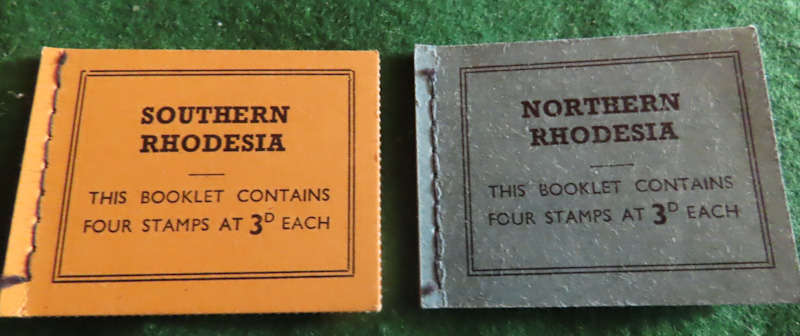 SOUTHERN
RHODESIA
THIS BOOKLET CONTAINS
FOUR STAMPS AT 3D EACH
NORTHERN
RHODESIA
THIS BOOKLET CONTAINS
FOUR STAMPS AT 3D EACH